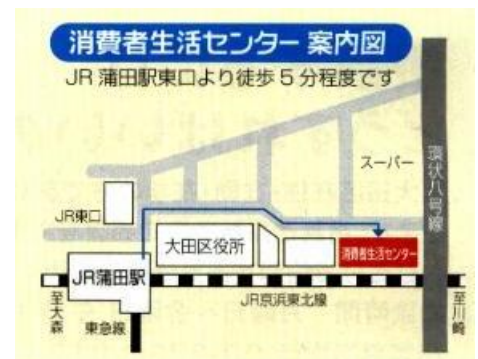 消費者生活センター 案内図
JR 蒲田駅東口より徒歩 5 分程度です
スーパー
環状八号線
JR東口
大田区役所
消費者生活センター
JR蒲田駅
JR京浜東北線
至大森
東急線
至川崎